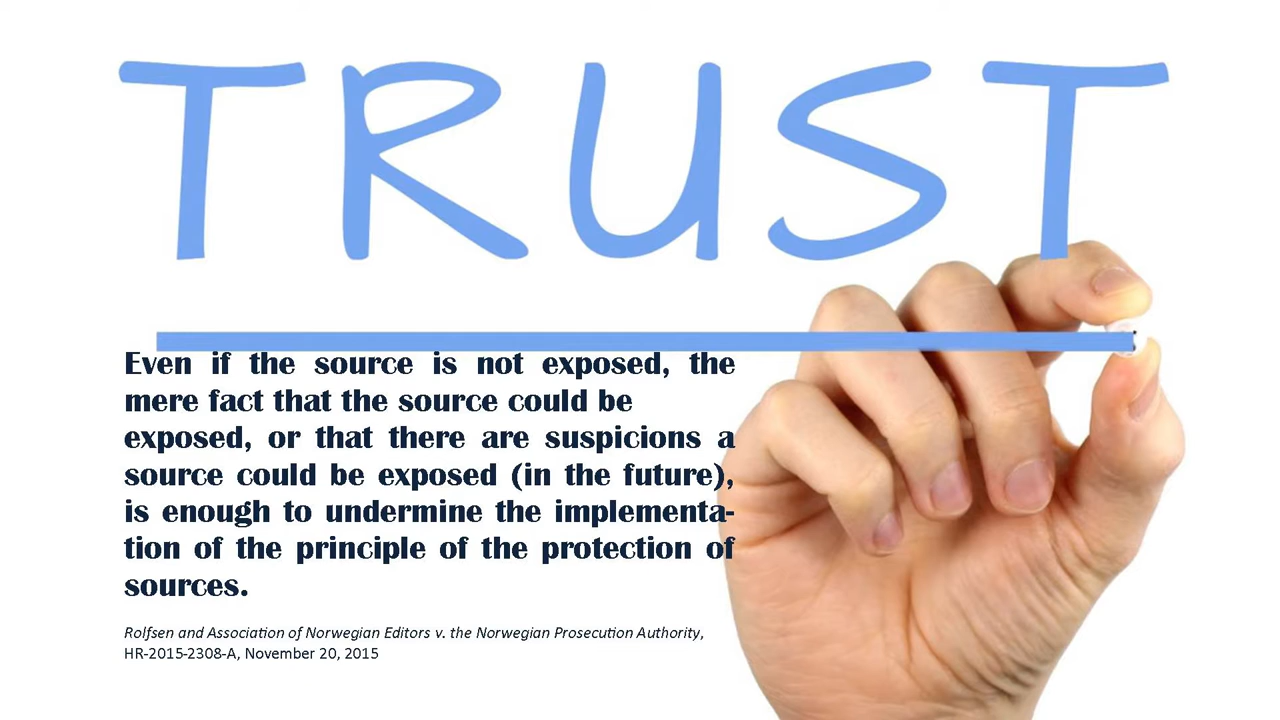 TRUST
Even if the source is not exposed, the
mere fact that the source could be
exposed, or that there are suspicions a
source could be exposed (in the future),
is enough to undermine the implementa-
tion of the principle of the protection of
sources.
Rolfsen and Association of Norwegian Editors v. the Norwegian Prosecution Authority,
HR-2015-2308-A, November 20, 2015